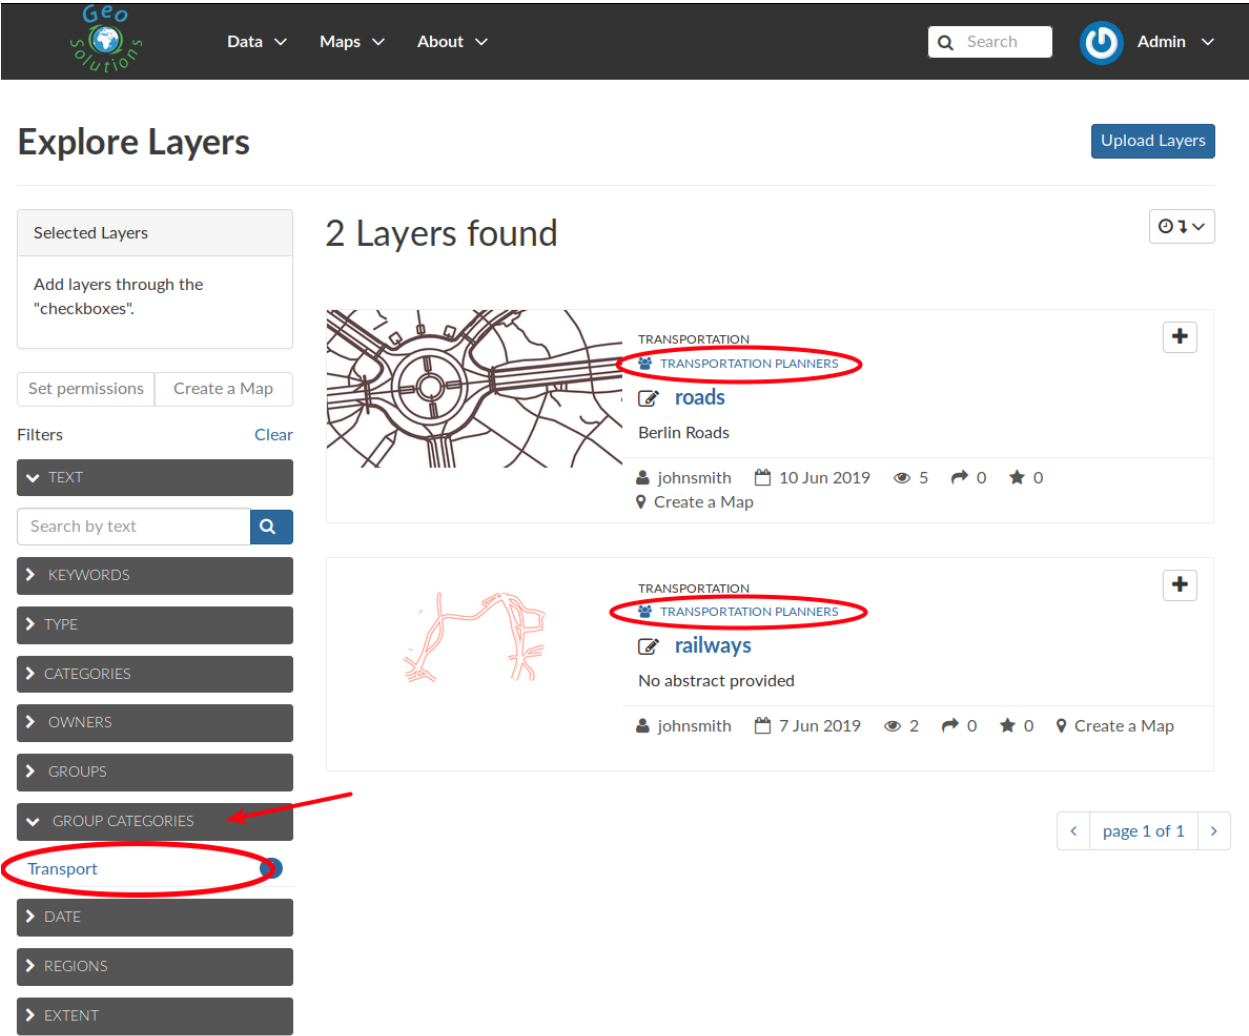 Geo
Solutions
Data
Maps
About
Search
Admin
Explore Layers
Upload Layers
Selected Layers
Add layers through the
"checkboxes".
Set permissions
Create a Map
Filters
Clear
TEXT
Search by text
KEYWORDS
TYPE
CATEGORIES
OWNERS
GROUPS
GROUP CATEGORIES
Transport
DATE
REGIONS
EXTENT
2 Layers found
TRANSPORTATION
TRANSPORTATION PLANNERS
roads
Berlin Roads
johnsmith 10 Jun 2019 5 0 0
Create a Map
TRANSPORTATION
TRANSPORTATION PLANNERS
railways
No abstract provided
johnsmith 7 Jun 2019 2 0 0 Create a Map
< page 1 of 1 >